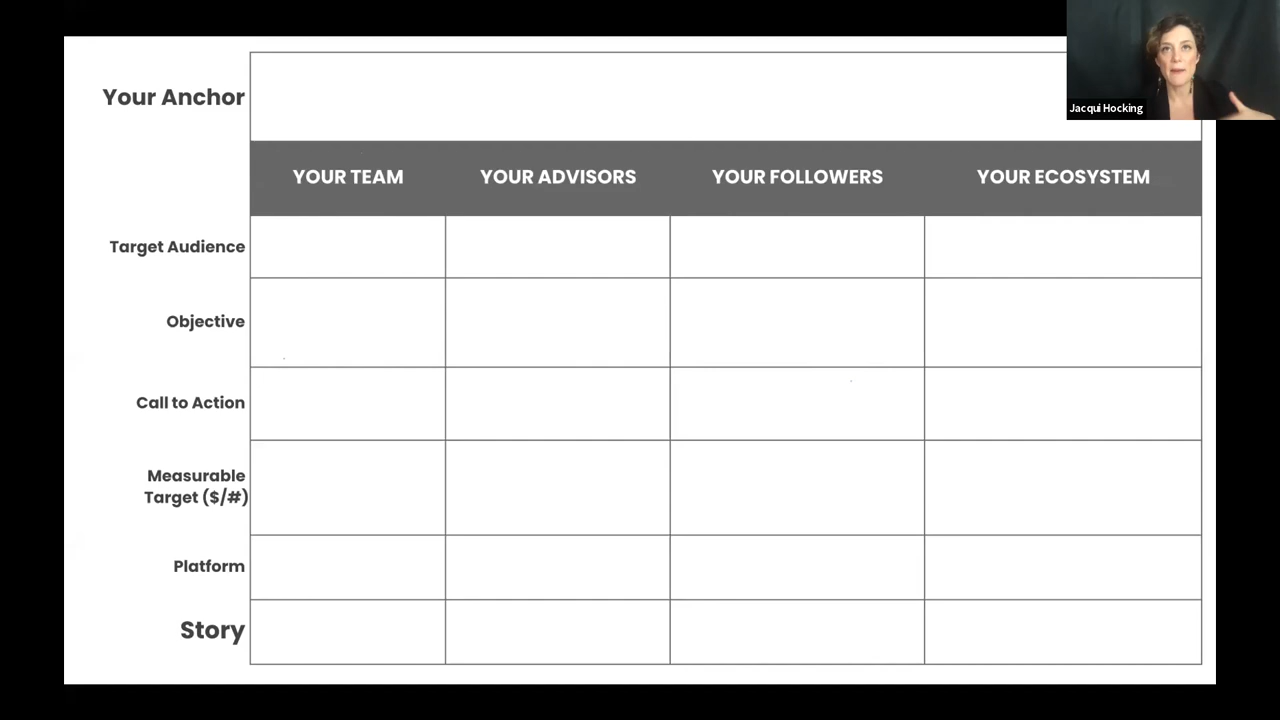 Your Anchor
Jacqui Hocking
YOUR TEAM YOUR ADVISORS YOUR FOLLOWERS YOUR ECOSYSTEM
Target Audience
Objective
Call to Action
Measurable
Target ($/#)
Platform
Story